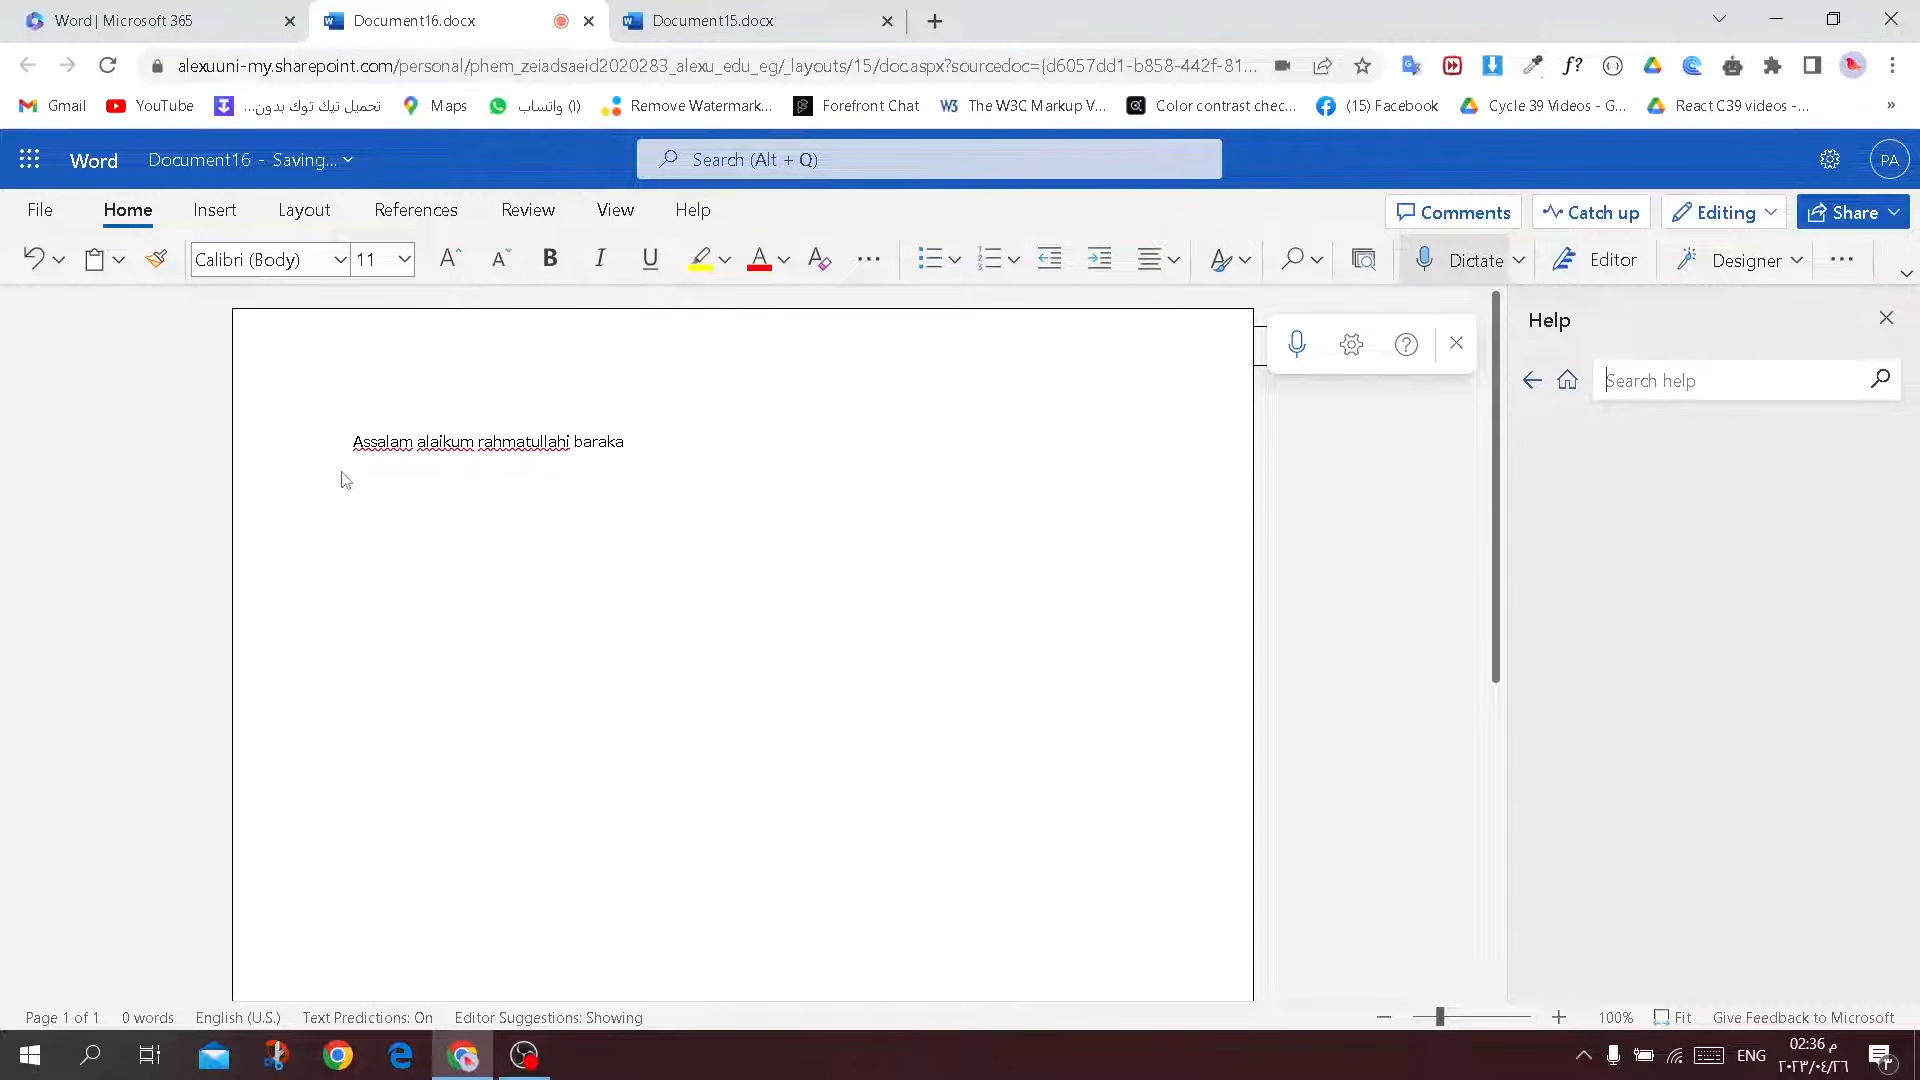 Word | Microsoft 365
Document16.docx
Document15.docx
alexuuni-my.sharepoint.com/personal/phem_zeiadsaeid2020283_alexu_edu_eg/_layouts/15/doc.aspx?sourcedoc={d6057dd1-b858-442f-81...
Gmail
YouTube
تحميل تيك توك بدون...
Maps
(1) واتساب
Remove Watermark...
Forefront Chat
The W3C Markup V...
Color contrast chec...
(15) Facebook
Cycle 39 Videos - G...
React C39 videos -...
Word
Document16 - Saving...
Search (Alt + Q)
PA
File
Home
Insert
Layout
References
Review
View
Help
Comments
Catch up
Editing
Share
Calibri (Body)
11
Dictate
Editor
Designer
Help
Search help
Assalam alaikum rahmatullahi baraka
Page 1 of 1
0 words
English (U.S.)
Text Predictions: On
Editor Suggestions: Showing
100%
Fit
Give Feedback to Microsoft
ENG
02:36 م
٢٠٢٣/٠٤/٢٦
٣